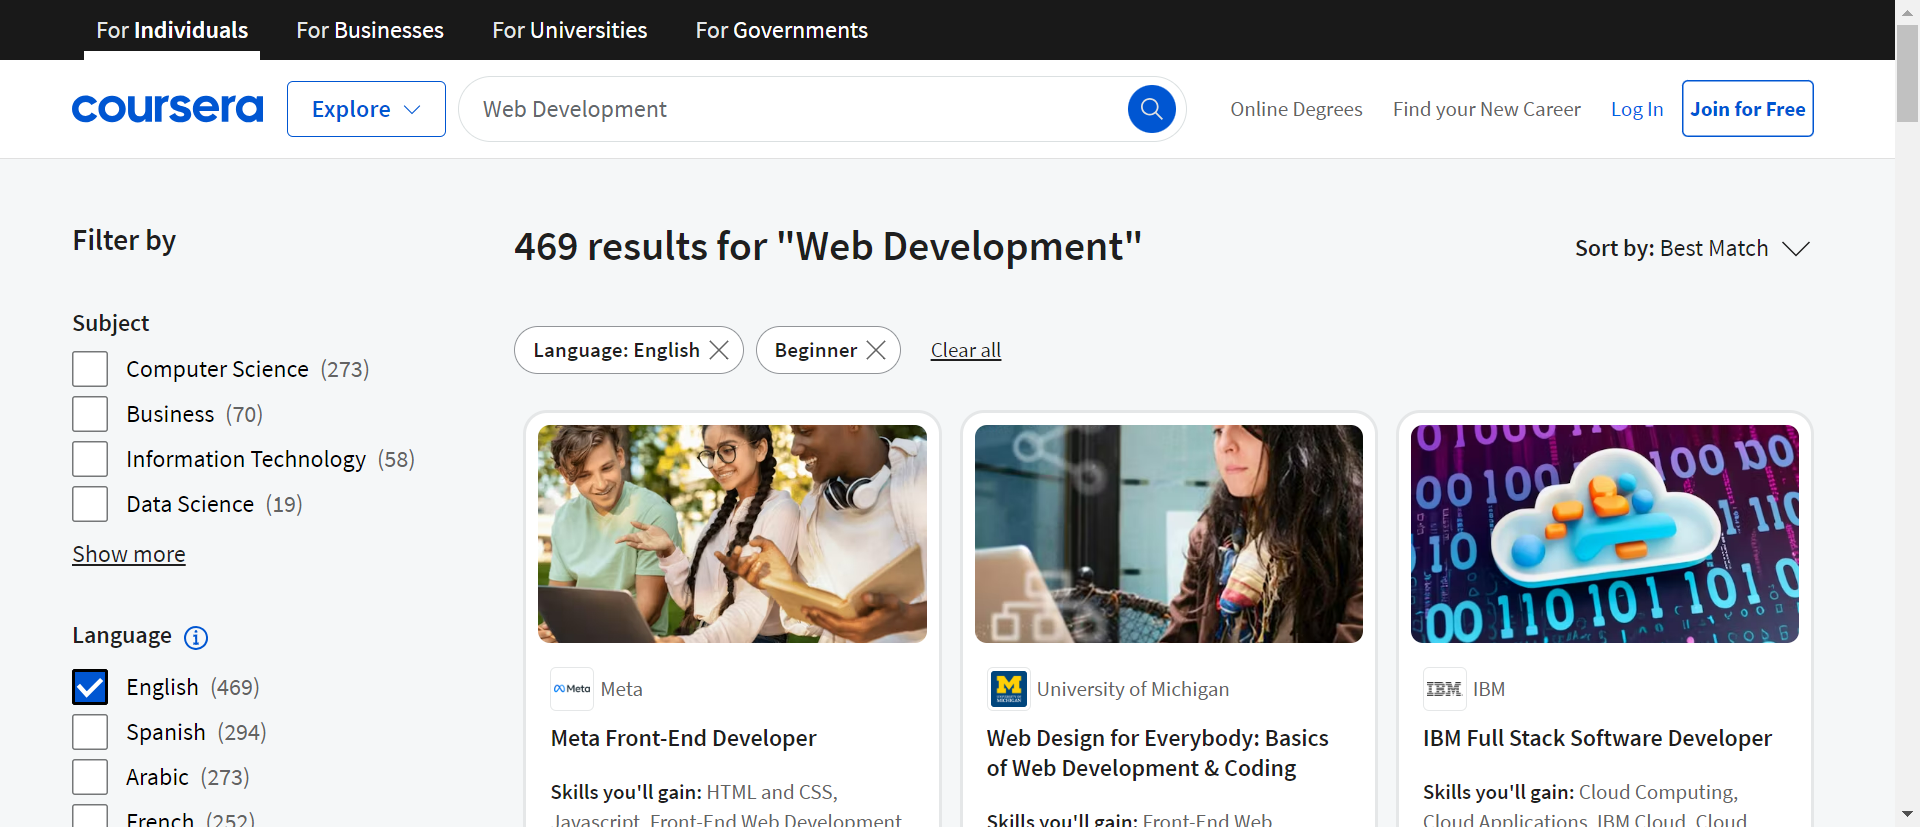 For Individuals
For Businesses
For Universities
For Governments
coursera
Explore
Web Development
Online Degrees
Find your New Career
Log In
Join for Free
Filter by
469 results for "Web Development"
Sort by: Best Match
Subject
Computer Science (273)
Business (70)
Information Technology (58)
Data Science (19)
Show more
Language
English (469)
Spanish (294)
Arabic (273)
French (252)
Language: English
Beginner
Clear all
Meta
Meta
Meta Front-End Developer
Skills you'll gain: HTML and CSS,
Javascript, Front-End Web Development
M
University of Michigan
Web Design for Everybody: Basics
of Web Development & Coding
Skills you'll gain: Front-End Web
IBM
IBM
IBM Full Stack Software Developer
Skills you'll gain: Cloud Computing,
Cloud Applications, IBM Cloud, Cloud